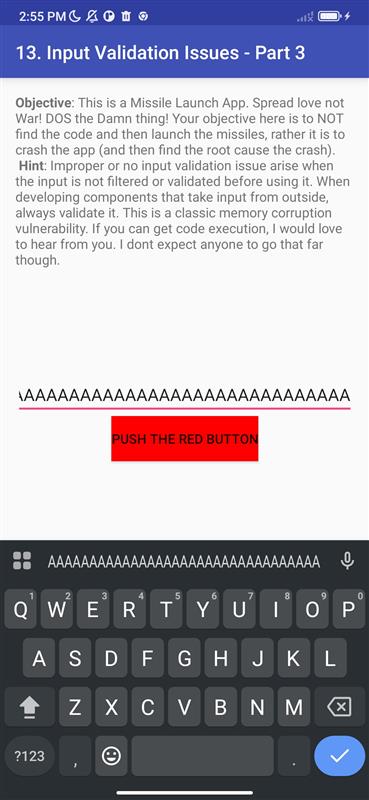 2:55 PM
13. Input Validation Issues - Part 3
Objective: This is a Missile Launch App. Spread love not
War! DOS the Damn thing! Your objective here is to NOT
find the code and then launch the missiles, rather it is to
crash the app (and then find the root cause the crash).
Hint: Improper or no input validation issue arise when
the input is not filtered or validated before using it. When
developing components that take input from outside,
always validate it. This is a classic memory corruption
vulnerability. If you can get code execution, I would love
to hear from you. I dont expect anyone to go that far
though.
AAAAAAAAAAAAAAAAAAAAAAAAAAAAAA
PUSH THE RED BUTTON
AAAAAAAAAAAAAAAAAAAAAAAAAAAAAAAAA
1 2 3 4 5 6 7 8 9 0
Q W E R T Y U I O P
A S D F G H J K L
Z X C V B N M
?123 , .